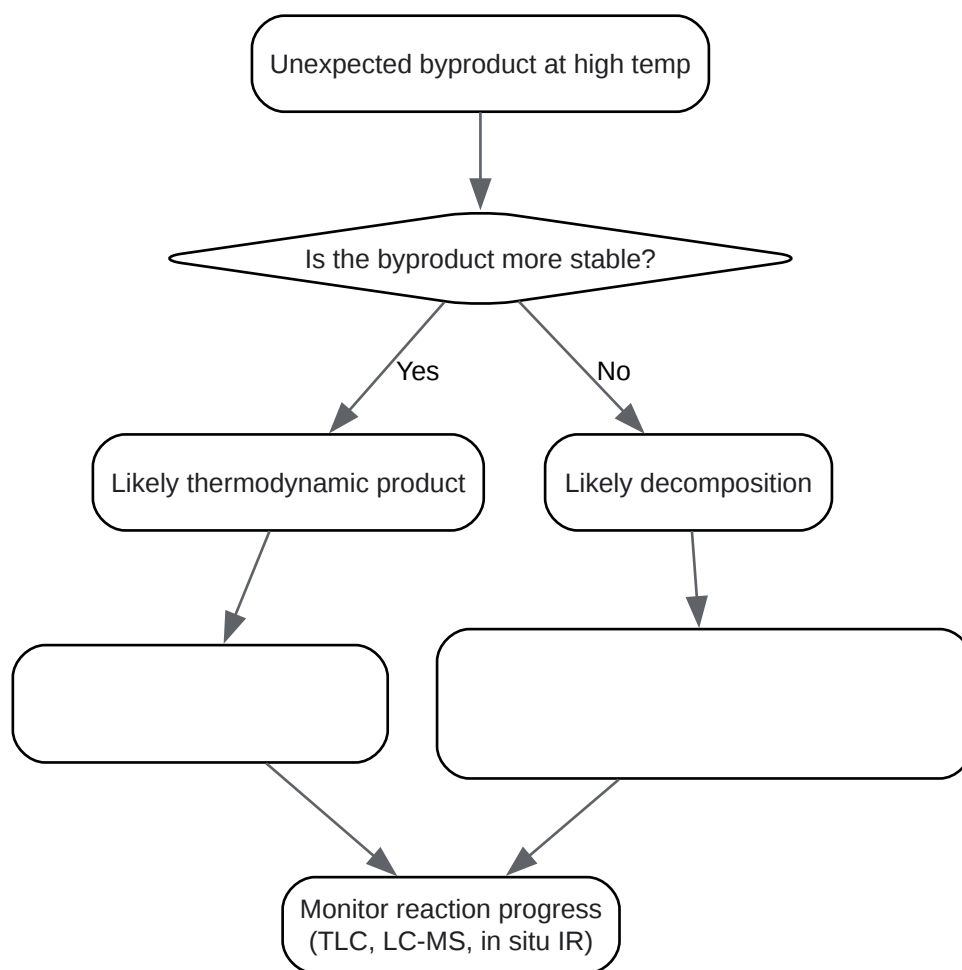 Unexpected byproduct at high temp
Is the byproduct more stable?
Yes
No
Likely thermodynamic product
Likely decomposition
Monitor reaction progress
(TLC, LC-MS, in situ IR)